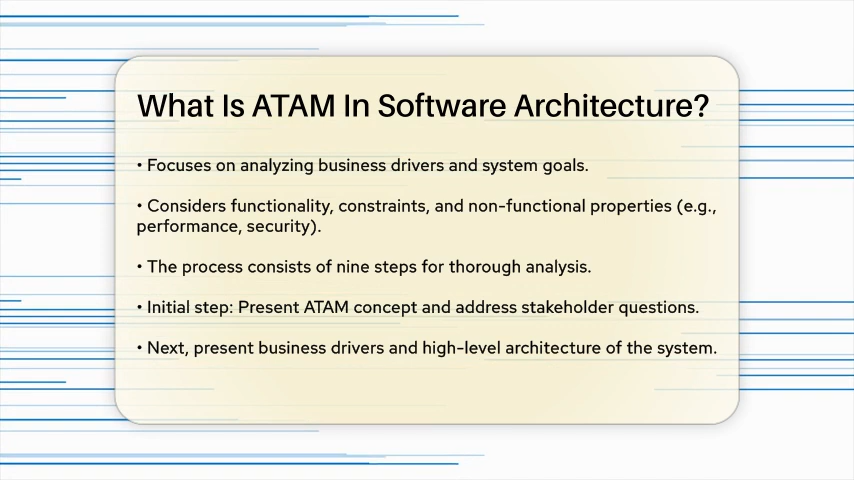 What Is ATAM In Software Architecture?
• Focuses on analyzing business drivers and system goals.
• Considers functionality, constraints, and non-functional properties (e.g.,
performance, security).
• The process consists of nine steps for thorough analysis.
• Initial step: Present ATAM concept and address stakeholder questions.
• Next, present business drivers and high-level architecture of the system.